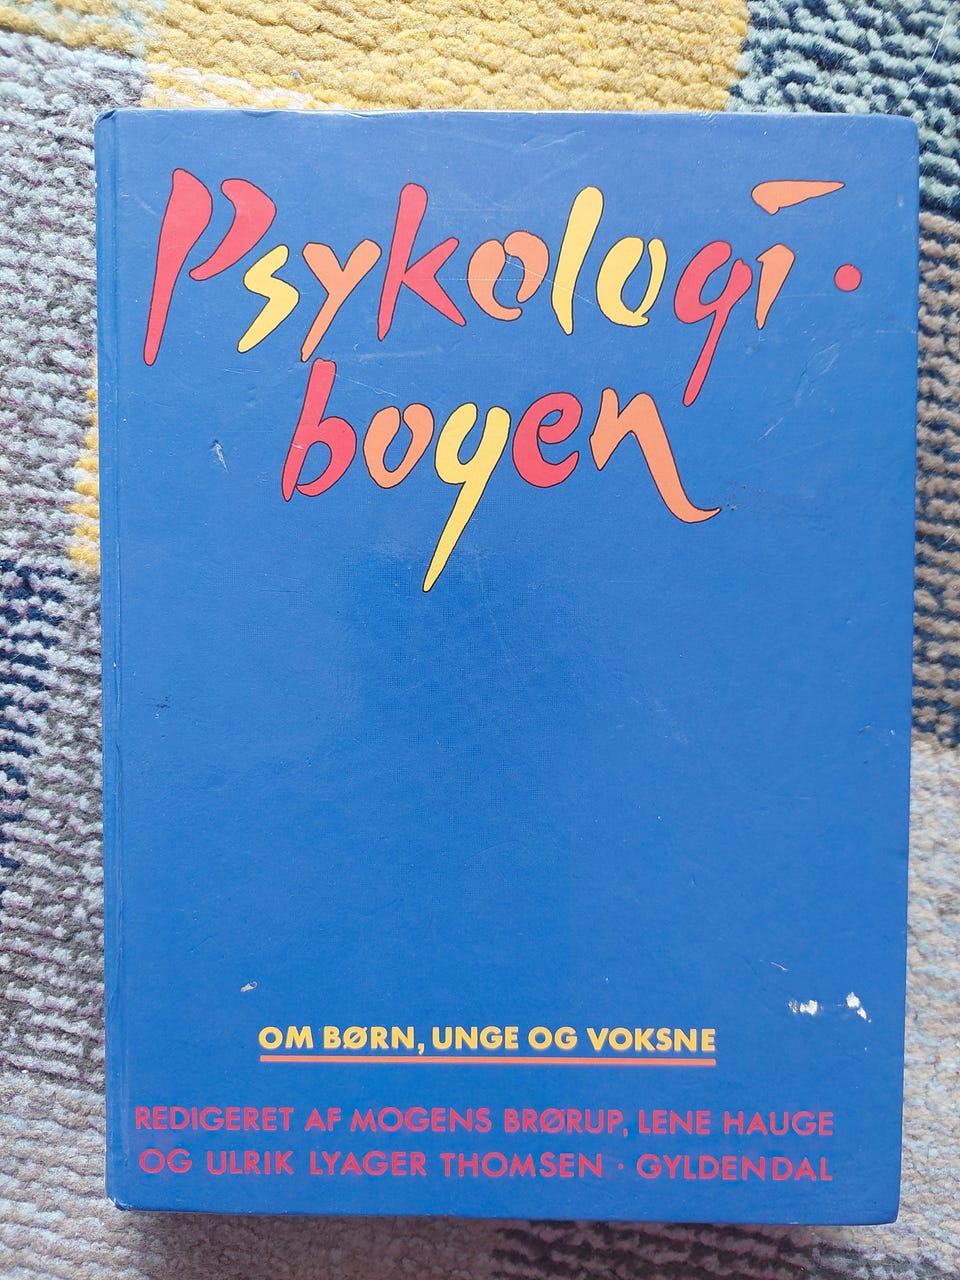 Psykologi·
bogen
OM BØRN, UNGE OG VOKSNE
REDIGERET AF MOGENS BRØRUP, LENE HAUGE
OG ULRIK LYAGER THOMSEN · GYLDENDAL